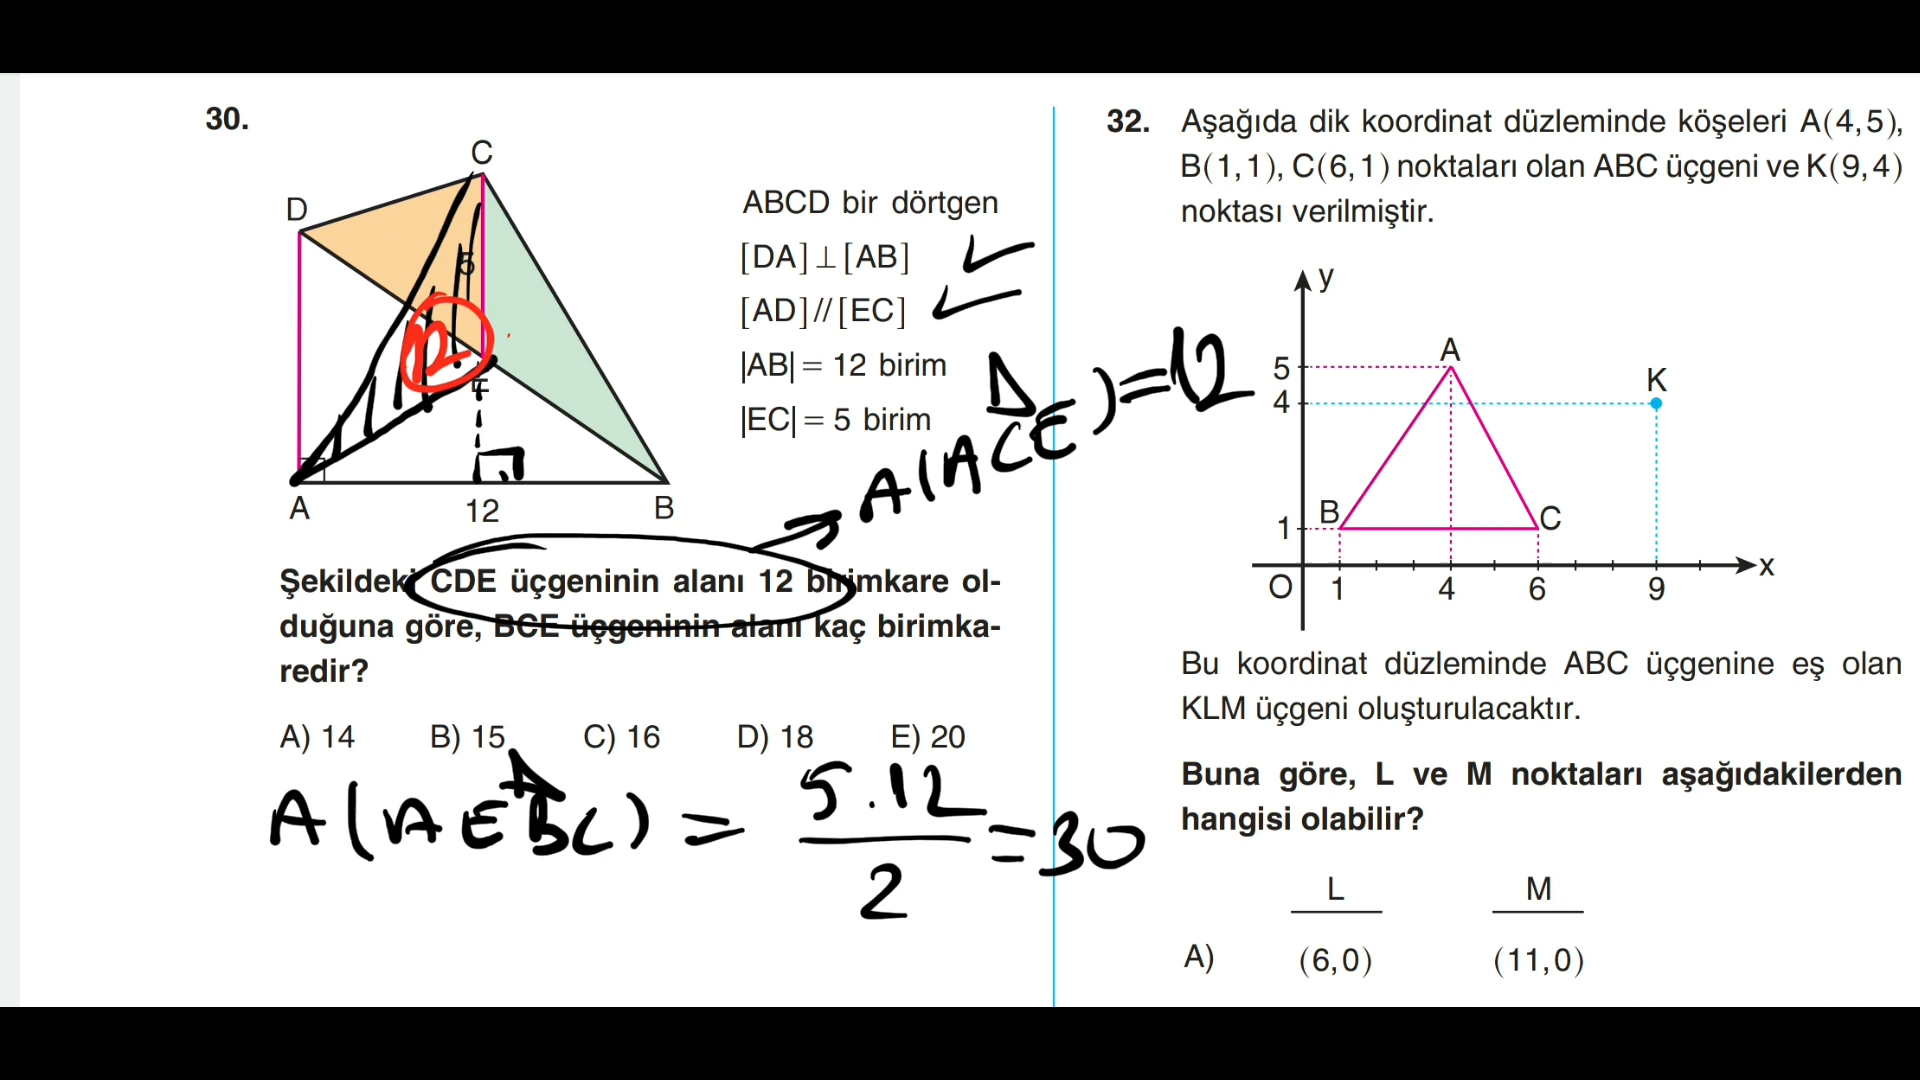 30.
C
D
5
12
E
A
12
B
ABCD bir dörtgen
[DA]⊥[AB]
[AD]//[EC]
|AB|= 12 birim
|EC|= 5 birim
A(ACE)=12
Şekildeki CDE üçgeninin alanı 12 birimkare ol-
duğuna göre, BCE üçgeninin alanı kaç birimka-
redir?
A) 14 B) 15 C) 16 D) 18 E) 20
A(AEBC) = 5.12/2 = 30
32. Aşağıda dik koordinat düzleminde köşeleri A(4,5),
B(1,1), C(6,1) noktaları olan ABC üçgeni ve K(9,4)
noktası verilmiştir.
y
5
4
1
A
K
B
C
x
O 1 4 6 9
Bu koordinat düzleminde ABC üçgenine eş olan
KLM üçgeni oluşturulacaktır.
Buna göre, L ve M noktaları aşağıdakilerden
hangisi olabilir?
L M
A) (6,0) (11,0)